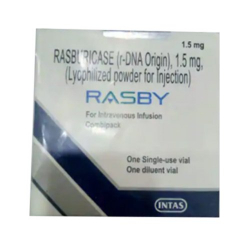 1.5 mg
RASBURICASE (r-DNA Origin), 1.5 mg,
(Lyophilized powder for Injection)
RASBY
For Intravenous Infusion
Combipack
One Single-use vial
One diluent vial
INTAS